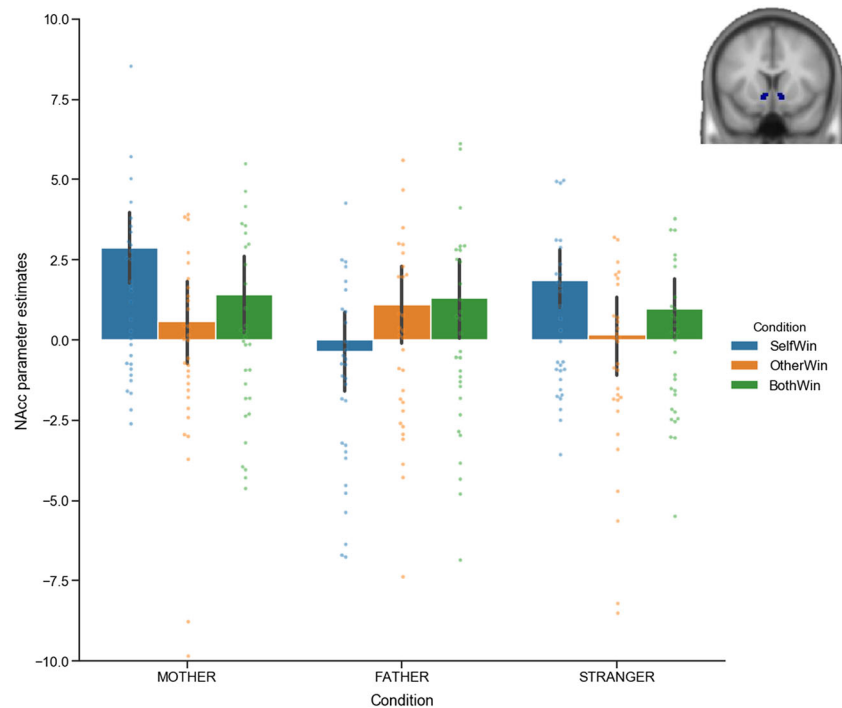 10.0
7.5
5.0
2.5
0.0
−2.5
−5.0
−7.5
−10.0
NAcc parameter estimates
MOTHER
FATHER
STRANGER
Condition
Condition
SelfWin
OtherWin
BothWin